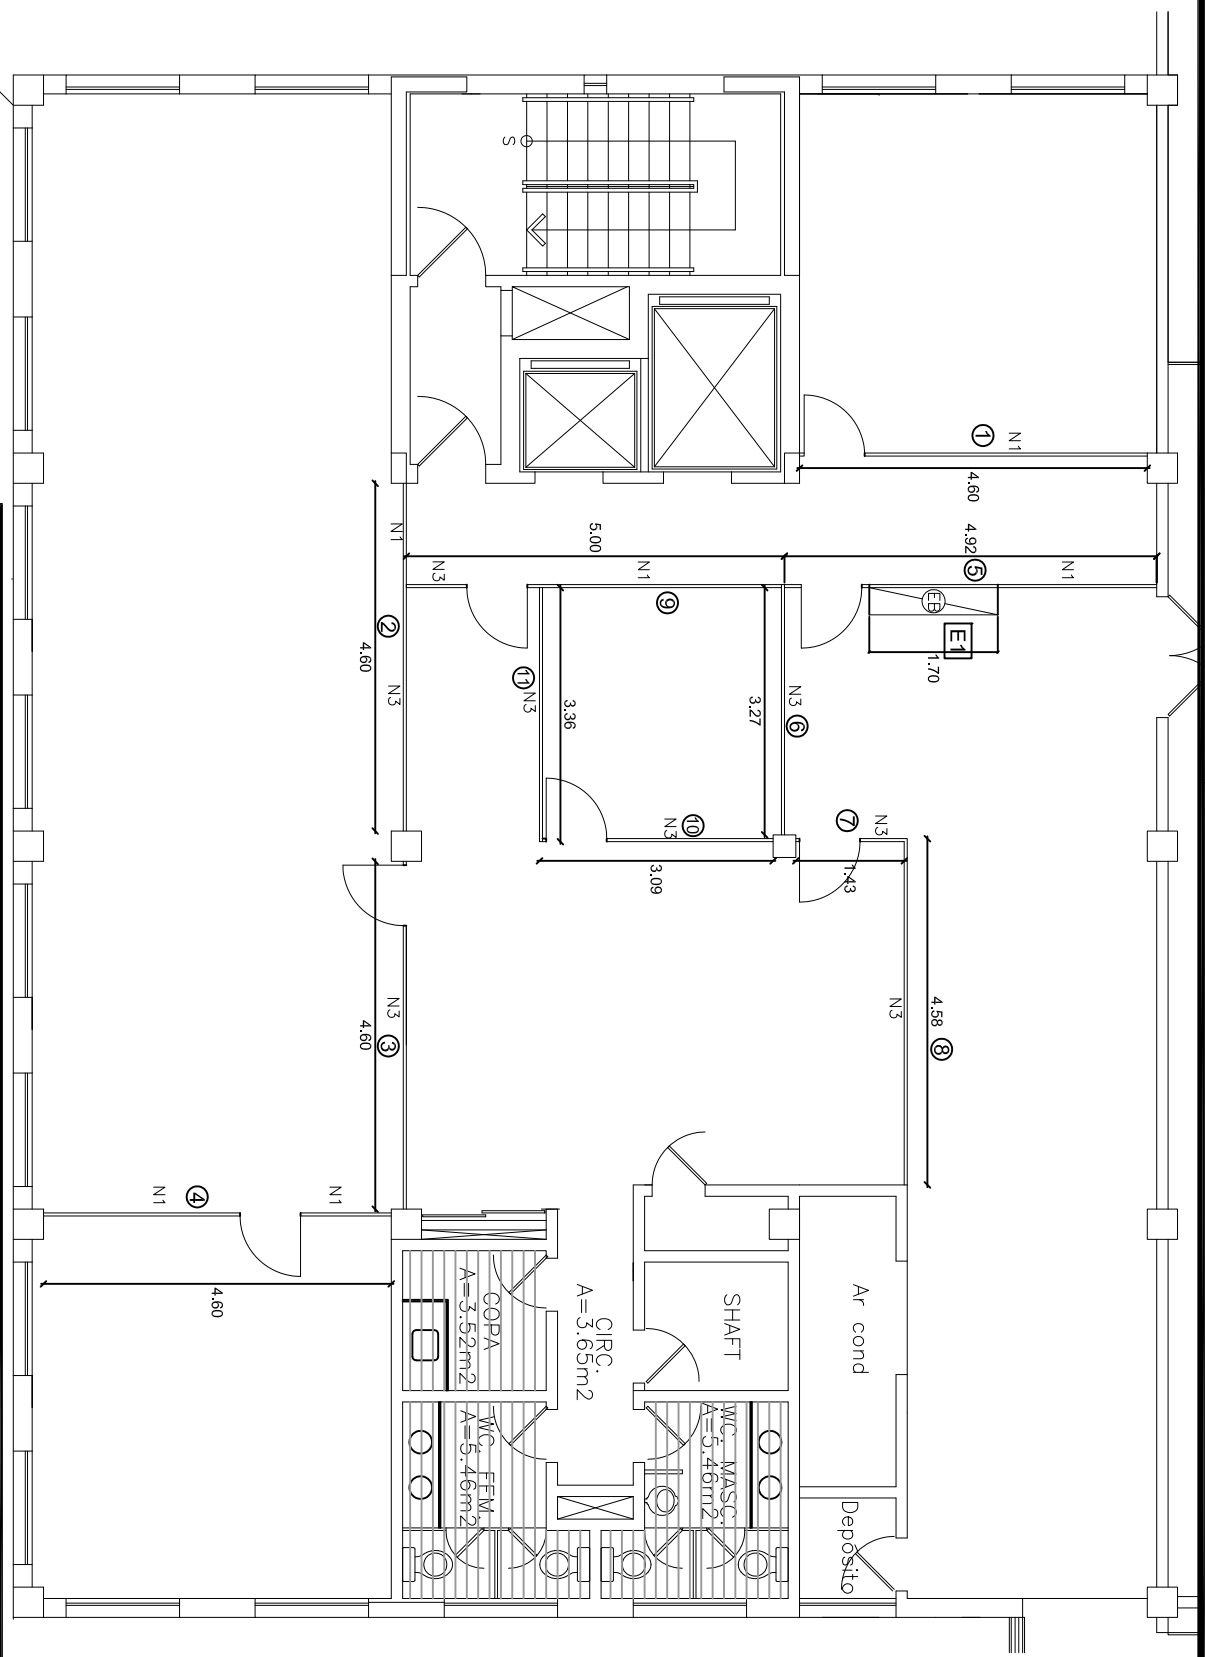 S
1
N1
4.60
N1
N3
5.00
4.92
5
N1
N1
9
EB
E1
1.70
2
4.60
N3
11
N3
3.36
3.27
N3
6
10
N3
7
N3
3.09
1.43
N3
4.60
3
N3
4.58
8
N1
4
N1
4.60
COPA
A=3.52m2
CIRC.
A=3.65m2
SHAFT
Ar cond
WC. FEM.
A=5.46m2
WC. MASC.
A=5.46m2
Deposito